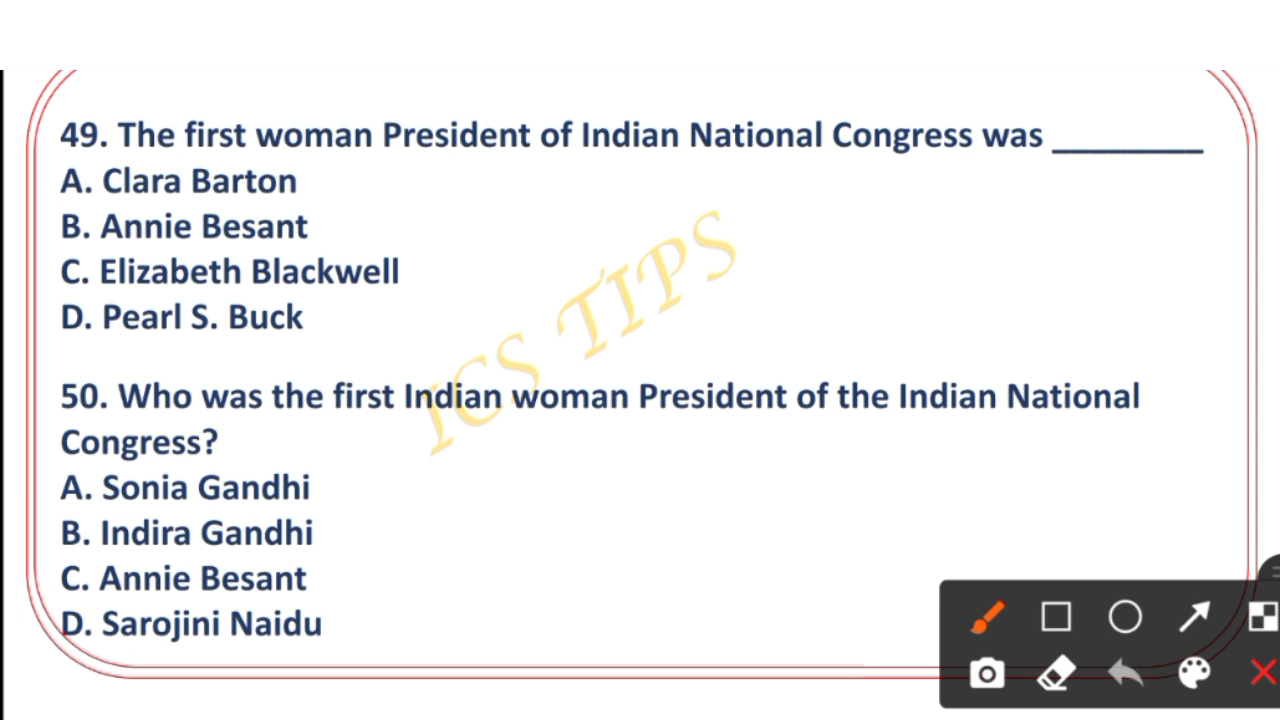 49. The first woman President of Indian National Congress was ________
A. Clara Barton
B. Annie Besant
C. Elizabeth Blackwell
D. Pearl S. Buck
50. Who was the first Indian woman President of the Indian National
Congress?
A. Sonia Gandhi
B. Indira Gandhi
C. Annie Besant
D. Sarojini Naidu
ICS TIPS